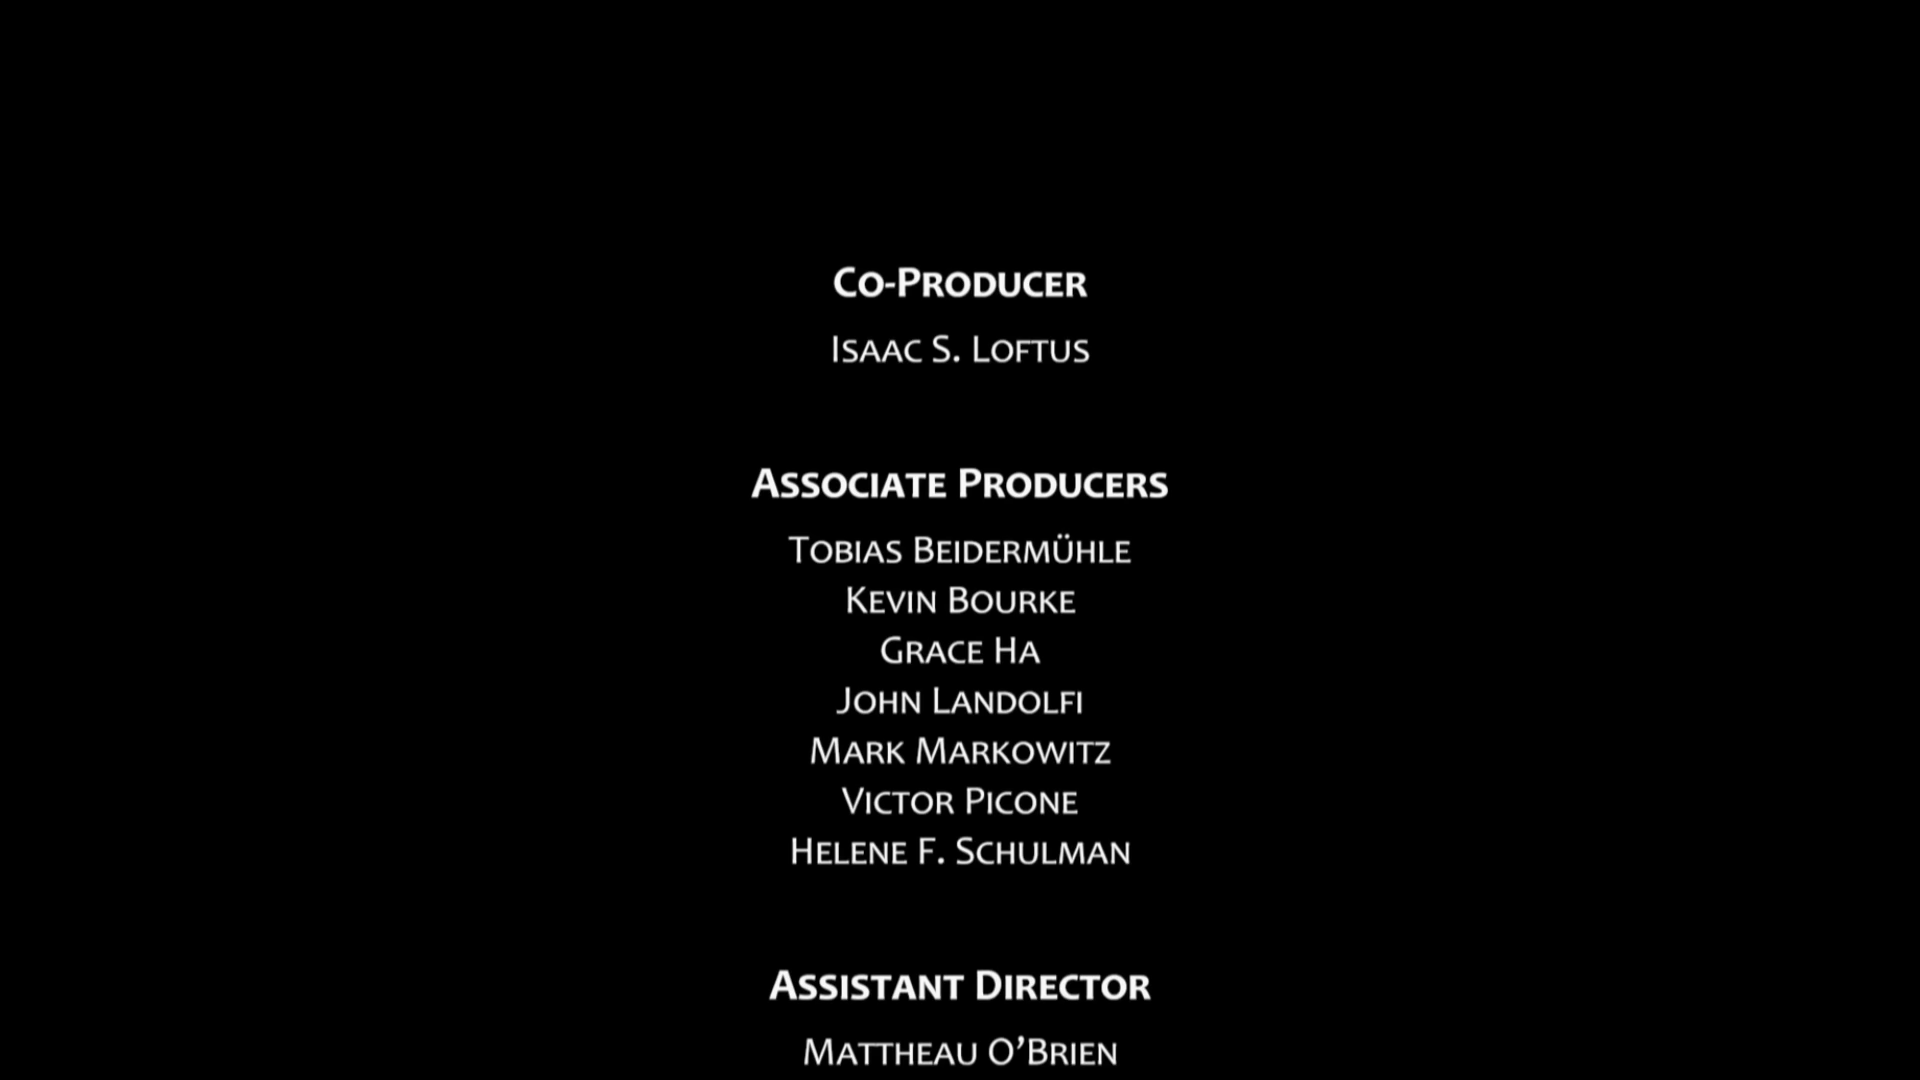 Co-Producer
Isaac S. Loftus
Associate Producers
Tobias Beidermühle
Kevin Bourke
Grace Ha
John Landolfi
Mark Markowitz
Victor Picone
Helene F. Schulman
Assistant Director
Mattheau O’Brien